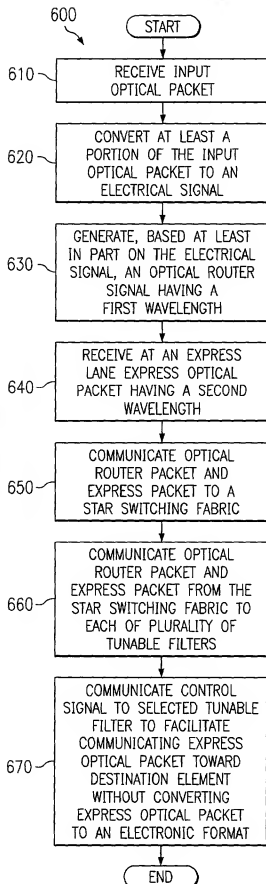 600
START
610
RECEIVE INPUT
OPTICAL PACKET
620
CONVERT AT LEAST A
PORTION OF THE INPUT
OPTICAL PACKET TO AN
ELECTRICAL SIGNAL
630
GENERATE, BASED AT LEAST
IN PART ON THE ELECTRICAL
SIGNAL, AN OPTICAL ROUTER
SIGNAL HAVING A
FIRST WAVELENGTH
640
RECEIVE AT AN EXPRESS
LANE EXPRESS OPTICAL
PACKET HAVING A SECOND
WAVELENGTH
650
COMMUNICATE OPTICAL
ROUTER PACKET AND
EXPRESS PACKET TO A
STAR SWITCHING FABRIC
660
COMMUNICATE OPTICAL
ROUTER PACKET AND
EXPRESS PACKET FROM THE
STAR SWITCHING FABRIC TO
EACH OF PLURALITY OF
TUNABLE FILTERS
670
COMMUNICATE CONTROL
SIGNAL TO SELECTED TUNABLE
FILTER TO FACILITATE
COMMUNICATING EXPRESS
OPTICAL PACKET TOWARD
DESTINATION ELEMENT
WITHOUT CONVERTING
EXPRESS OPTICAL PACKET
TO AN ELECTRONIC FORMAT
END